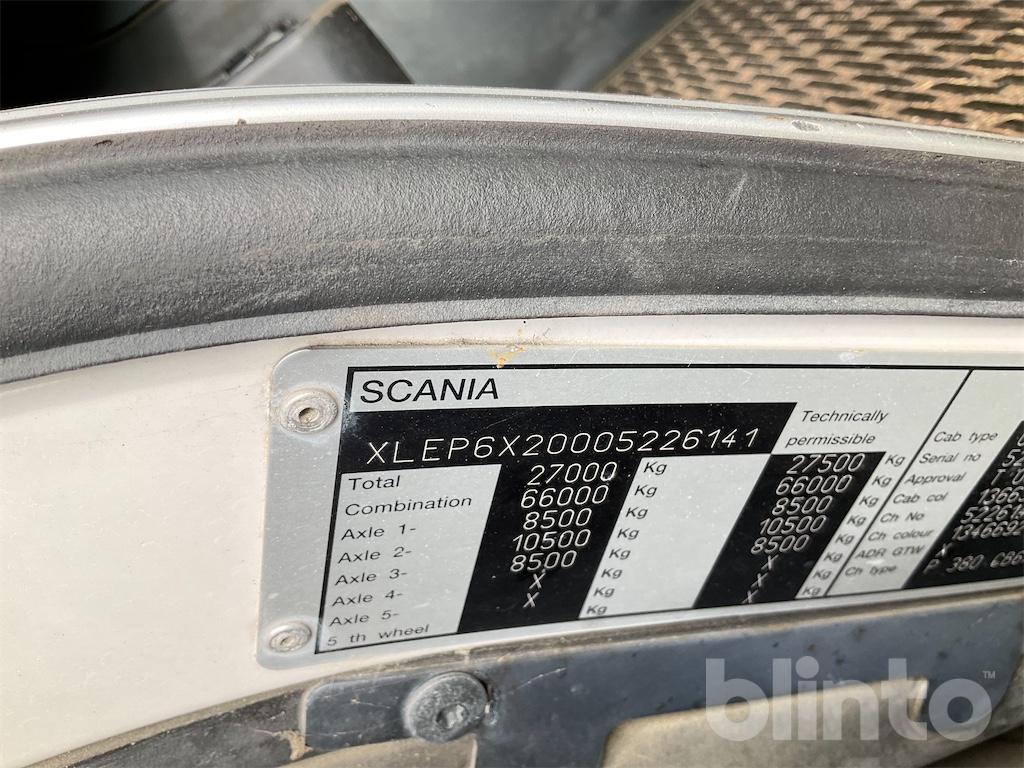 SCANIA
XLEP6X20005226141
Technically
permissible
Total 27000 Kg 27500 Kg
Combination 66000 Kg 66000 Kg
Axle 1- 8500 Kg 8500 Kg
Axle 2- 10500 Kg 10500 Kg
Axle 3- 8500 Kg 8500 Kg
Axle 4- X Kg X Kg
Axle 5- X Kg X Kg
5 th wheel
Cab type
Serial no
Approval
Cab col
Ch No
Ch colour
ADR GTW X
Ch type P 380
blinto™